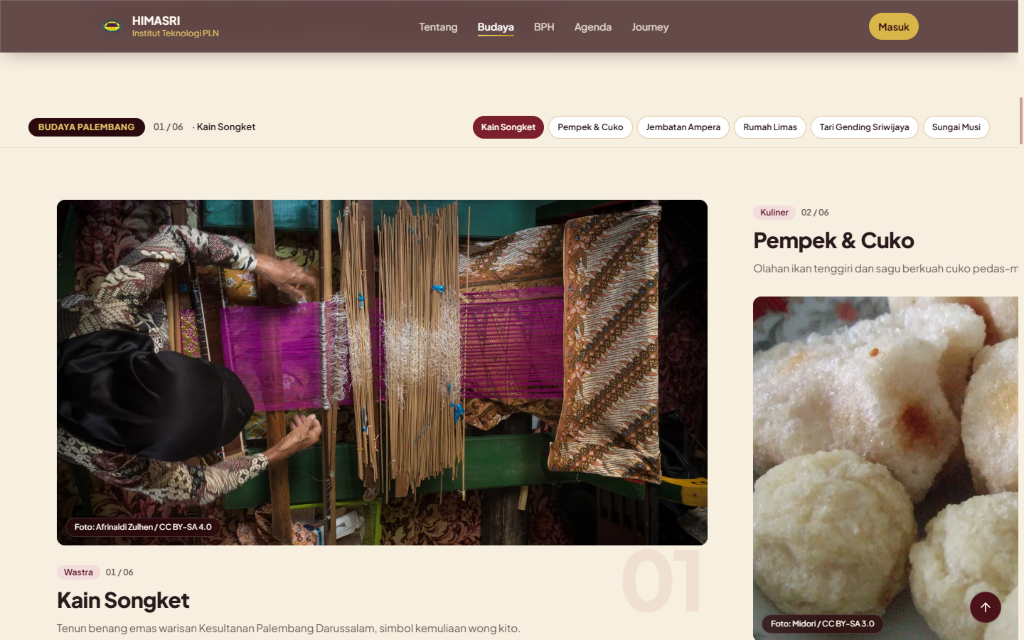 HIMASRI
Institut Teknologi PLN
Tentang
Budaya
BPH
Agenda
Journey
Masuk
BUDAYA PALEMBANG
01 / 06
· Kain Songket
Kain Songket
Pempek & Cuko
Jembatan Ampera
Rumah Limas
Tari Gending Sriwijaya
Sungai Musi
Foto: Afrinaldi Zulhen / CC BY-SA 4.0
Wastra
01 / 06
01
Kain Songket
Tenun benang emas warisan Kesultanan Palembang Darussalam, simbol kemuliaan wong kito.
Kuliner
02 / 06
Pempek & Cuko
Olahan ikan tenggiri dan sagu berkuah cuko pedas-m
Foto: Midori / CC BY-SA 3.0